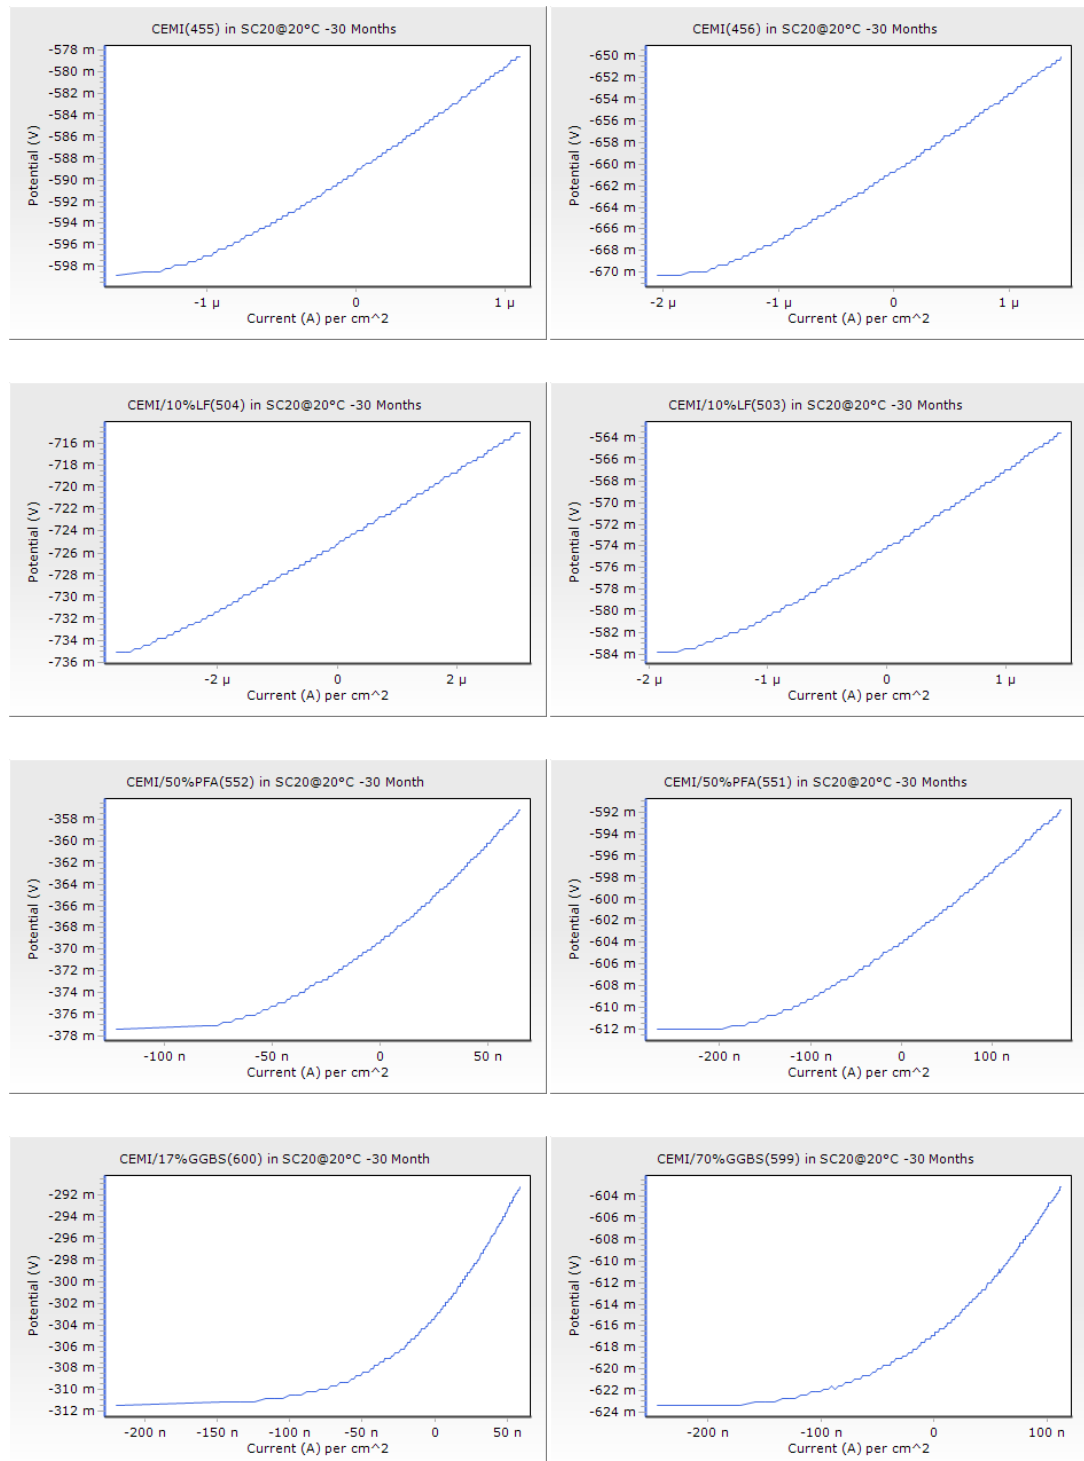 CEMI(455) in SC20@20°C -30 Months
-578 m
-580 m
-582 m
-584 m
-586 m
-588 m
-590 m
-592 m
-594 m
-596 m
-598 m
Potential (V)
-1 µ 0 1 µ
Current (A) per cm^2
CEMI(456) in SC20@20°C -30 Months
-650 m
-652 m
-654 m
-656 m
-658 m
-660 m
-662 m
-664 m
-666 m
-668 m
-670 m
Potential (V)
-2 µ -1 µ 0 1 µ
Current (A) per cm^2
CEMI/10%LF(504) in SC20@20°C -30 Months
-716 m
-718 m
-720 m
-722 m
-724 m
-726 m
-728 m
-730 m
-732 m
-734 m
-736 m
Potential (V)
-2 µ 0 2 µ
Current (A) per cm^2
CEMI/10%LF(503) in SC20@20°C -30 Months
-564 m
-566 m
-568 m
-570 m
-572 m
-574 m
-576 m
-578 m
-580 m
-582 m
-584 m
Potential (V)
-2 µ -1 µ 0 1 µ
Current (A) per cm^2
CEMI/50%PFA(552) in SC20@20°C -30 Month
-358 m
-360 m
-362 m
-364 m
-366 m
-368 m
-370 m
-372 m
-374 m
-376 m
-378 m
Potential (V)
-100 n -50 n 0 50 n
Current (A) per cm^2
CEMI/50%PFA(551) in SC20@20°C -30 Months
-592 m
-594 m
-596 m
-598 m
-600 m
-602 m
-604 m
-606 m
-608 m
-610 m
-612 m
Potential (V)
-200 n -100 n 0 100 n
Current (A) per cm^2
CEMI/17%GGBS(600) in SC20@20°C -30 Month
-292 m
-294 m
-296 m
-298 m
-300 m
-302 m
-304 m
-306 m
-308 m
-310 m
-312 m
Potential (V)
-200 n -150 n -100 n -50 n 0 50 n
Current (A) per cm^2
CEMI/70%GGBS(599) in SC20@20°C -30 Months
-604 m
-606 m
-608 m
-610 m
-612 m
-614 m
-616 m
-618 m
-620 m
-622 m
-624 m
Potential (V)
-200 n -100 n 0 100 n
Current (A) per cm^2